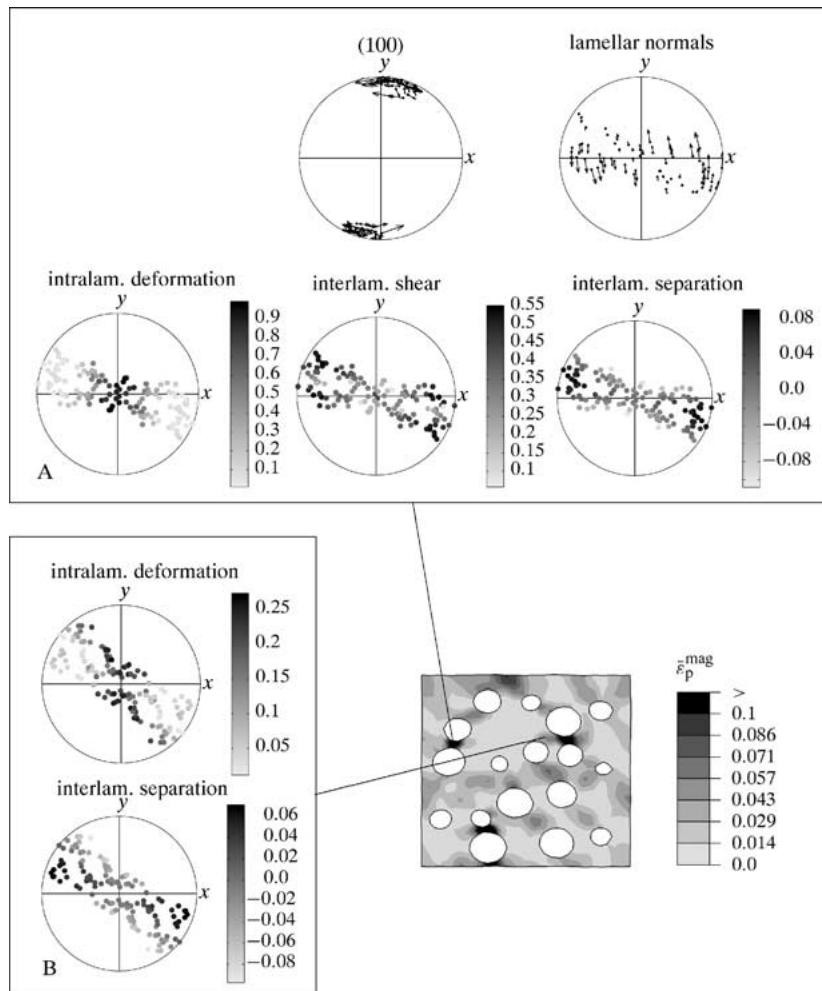 (100)
y
x
lamellar normals
y
x
intralam. deformation
y
x
0.9
0.8
0.7
0.6
0.5
0.4
0.3
0.2
0.1
A
interlam. shear
y
x
0.55
0.5
0.45
0.4
0.35
0.3
0.25
0.2
0.15
0.1
interlam. separation
y
x
0.08
0.04
0.0
−0.04
−0.08
intralam. deformation
y
x
0.25
0.2
0.15
0.1
0.05
interlam. separation
y
x
0.06
0.04
0.02
0.0
−0.02
−0.04
−0.06
−0.08
B
ε̄ₚᵐᵃᵍ
>
0.1
0.086
0.071
0.057
0.043
0.029
0.014
0.0